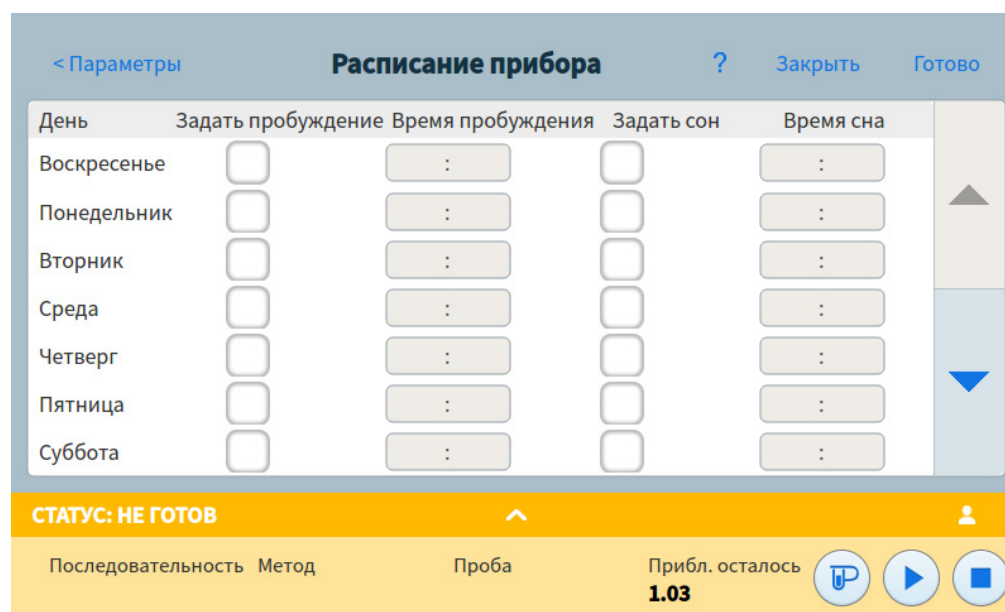 < Параметры Расписание прибора ? Закрыть Готово
День Задать пробуждение Время пробуждения Задать сон Время сна
Воскресенье : :
Понедельник : :
Вторник : :
Среда : :
Четверг : :
Пятница : :
Суббота : :
СТАТУС: НЕ ГОТОВ
Последовательность Метод Проба Прибл. осталось
1.03